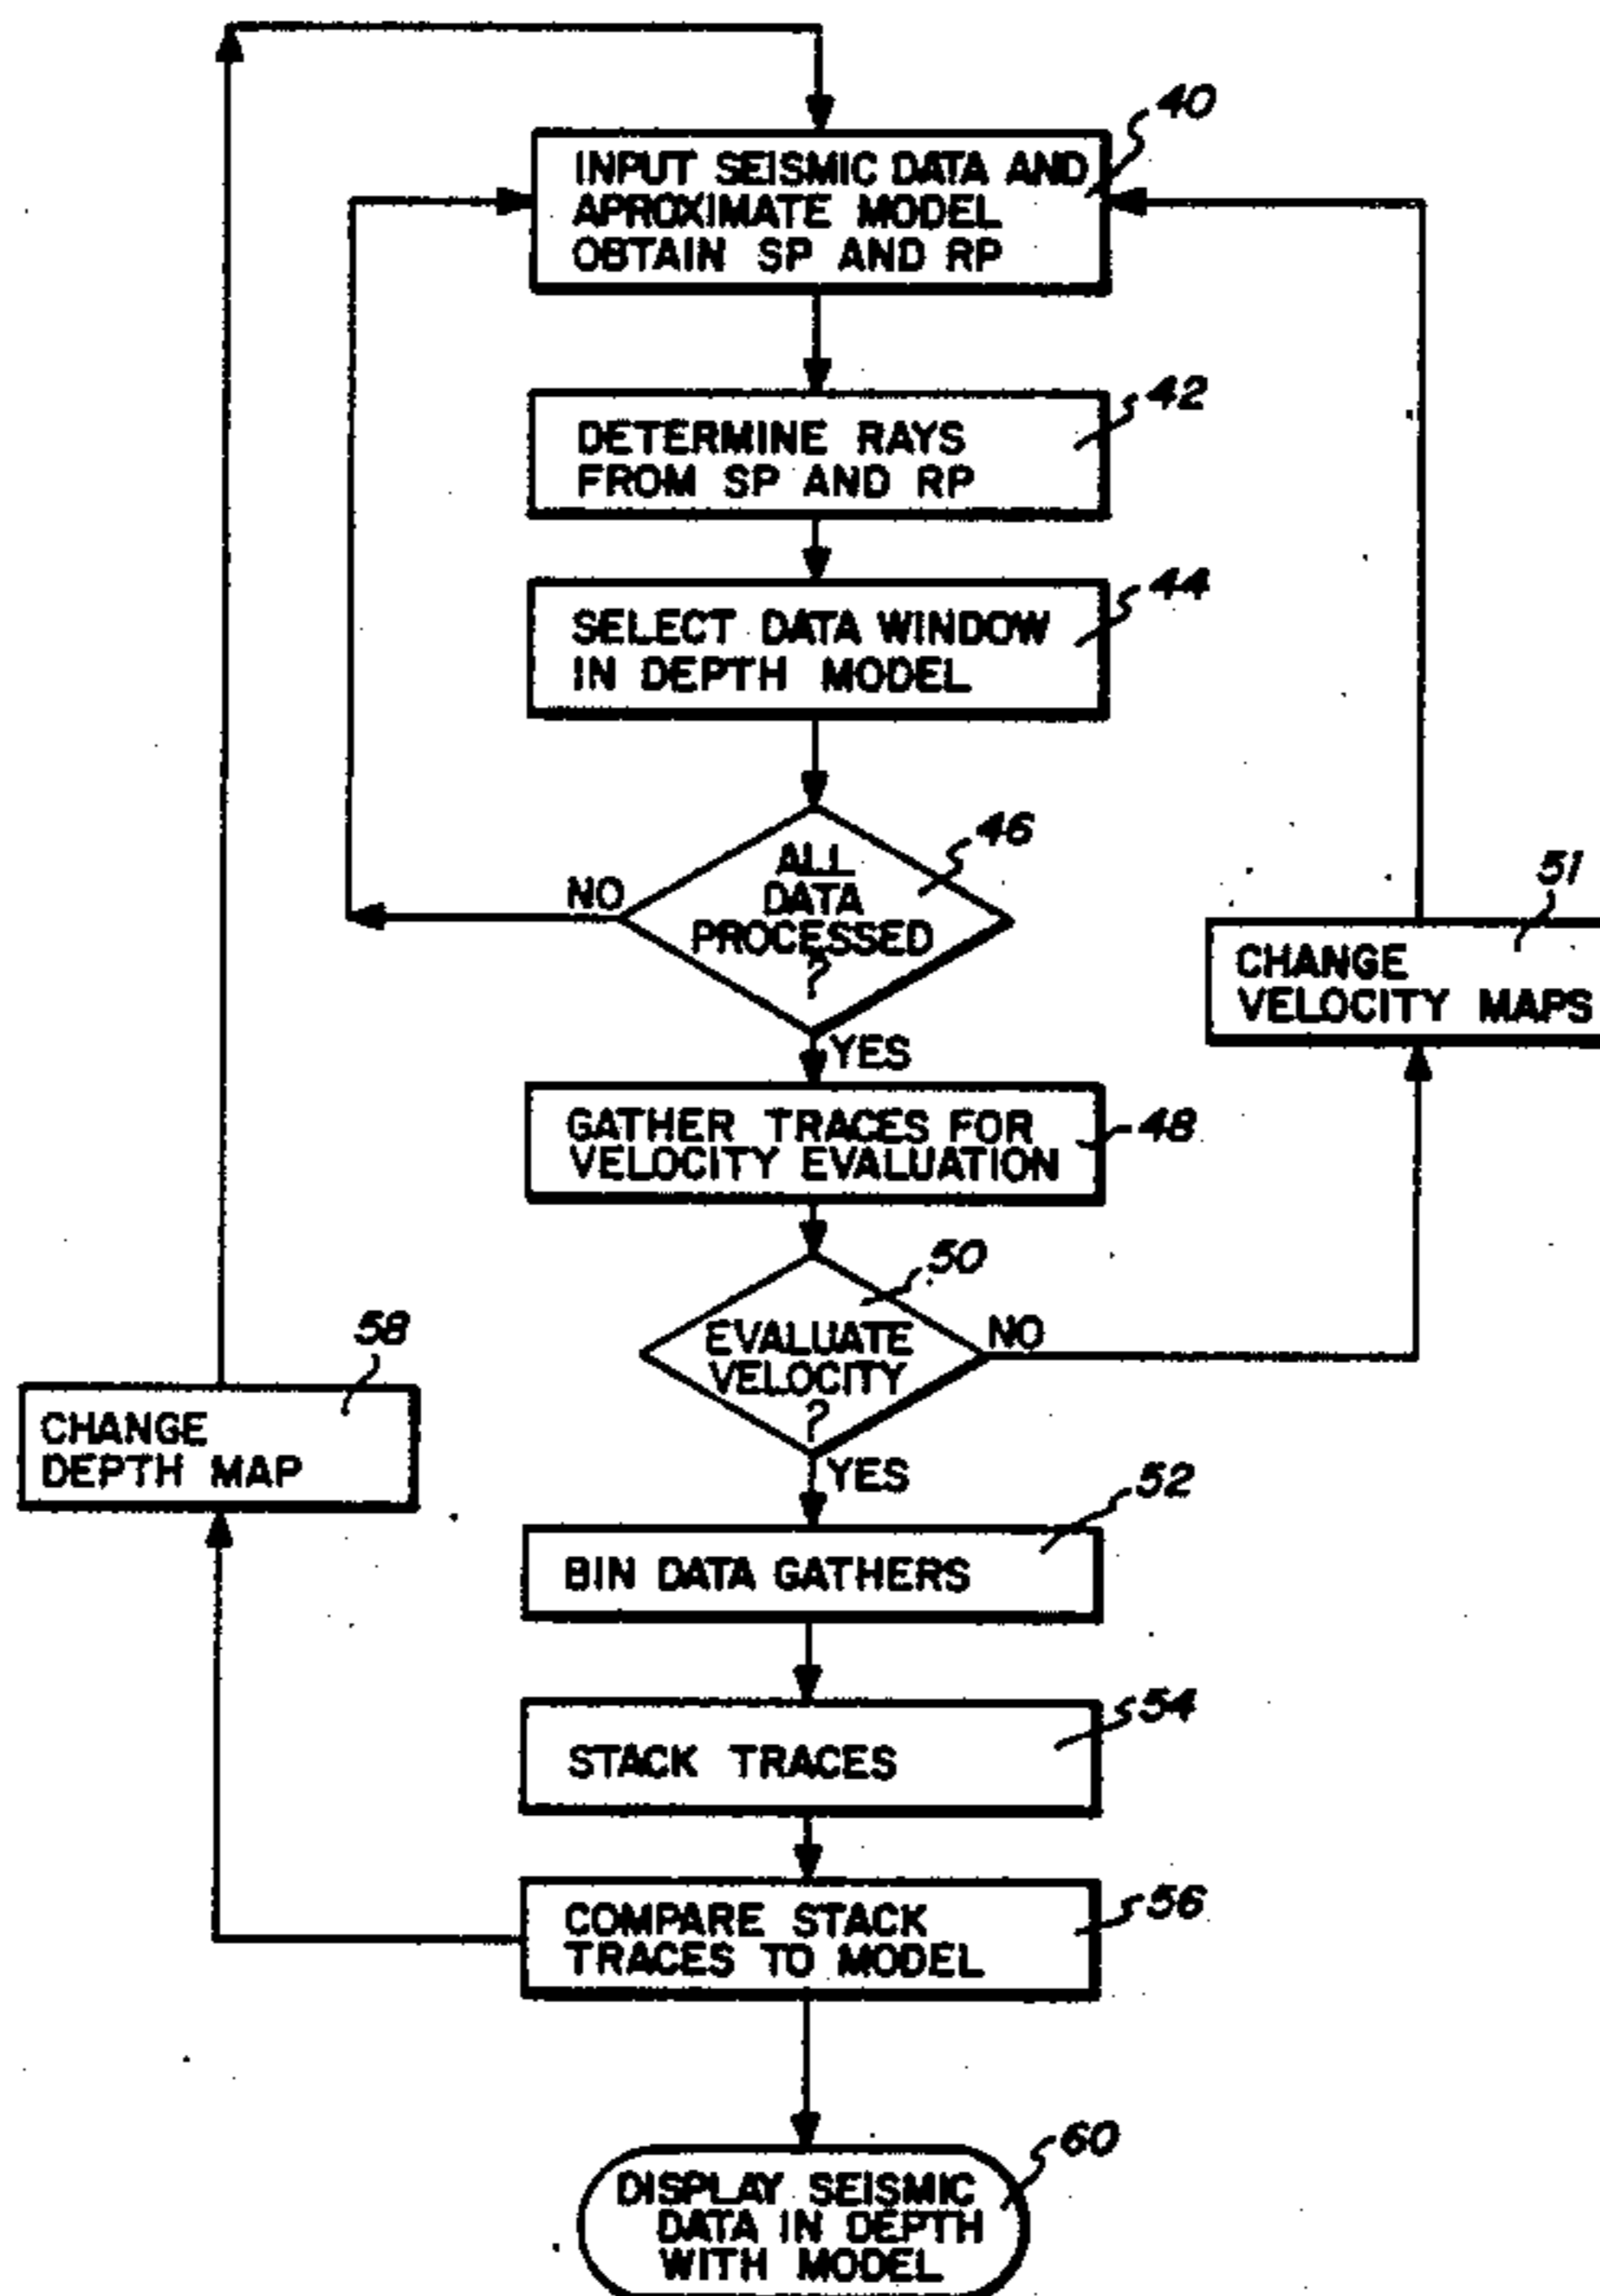 40
INPUT SEISMIC DATA AND
APROXIMATE MODEL
OBTAIN SP AND RP
42
DETERMINE RAYS
FROM SP AND RP
44
SELECT DATA WINDOW
IN DEPTH MODEL
46
ALL
DATA
PROCESSED
?
NO
YES
51
CHANGE
VELOCITY MAPS
GATHER TRACES FOR
VELOCITY EVALUATION
48
50
EVALUATE
VELOCITY
?
NO
YES
58
CHANGE
DEPTH MAP
52
BIN DATA GATHERS
54
STACK TRACES
56
COMPARE STACK
TRACES TO MODEL
60
DISPLAY SEISMIC
DATA IN DEPTH
WITH MODEL